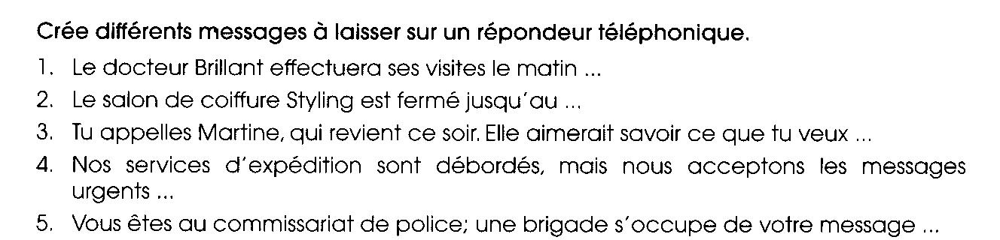 Crée différents messages à laisser sur un répondeur téléphonique.
1. Le docteur Brillant effectuera ses visites le matin ...
2. Le salon de coiffure Styling est fermé jusqu'au ...
3. Tu appelles Martine, qui revient ce soir. Elle aimerait savoir ce que tu veux ...
4. Nos services d'expédition sont débordés, mais nous acceptons les messages
urgents ...
5. Vous êtes au commissariat de police; une brigade s'occupe de votre message ...